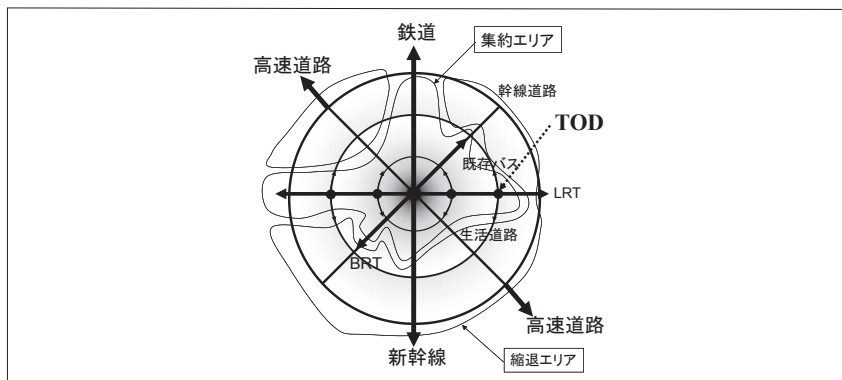 鉄道
集約エリア
高速道路
幹線道路
TOD
既存バス
LRT
生活道路
BRT
高速道路
新幹線
縮退エリア